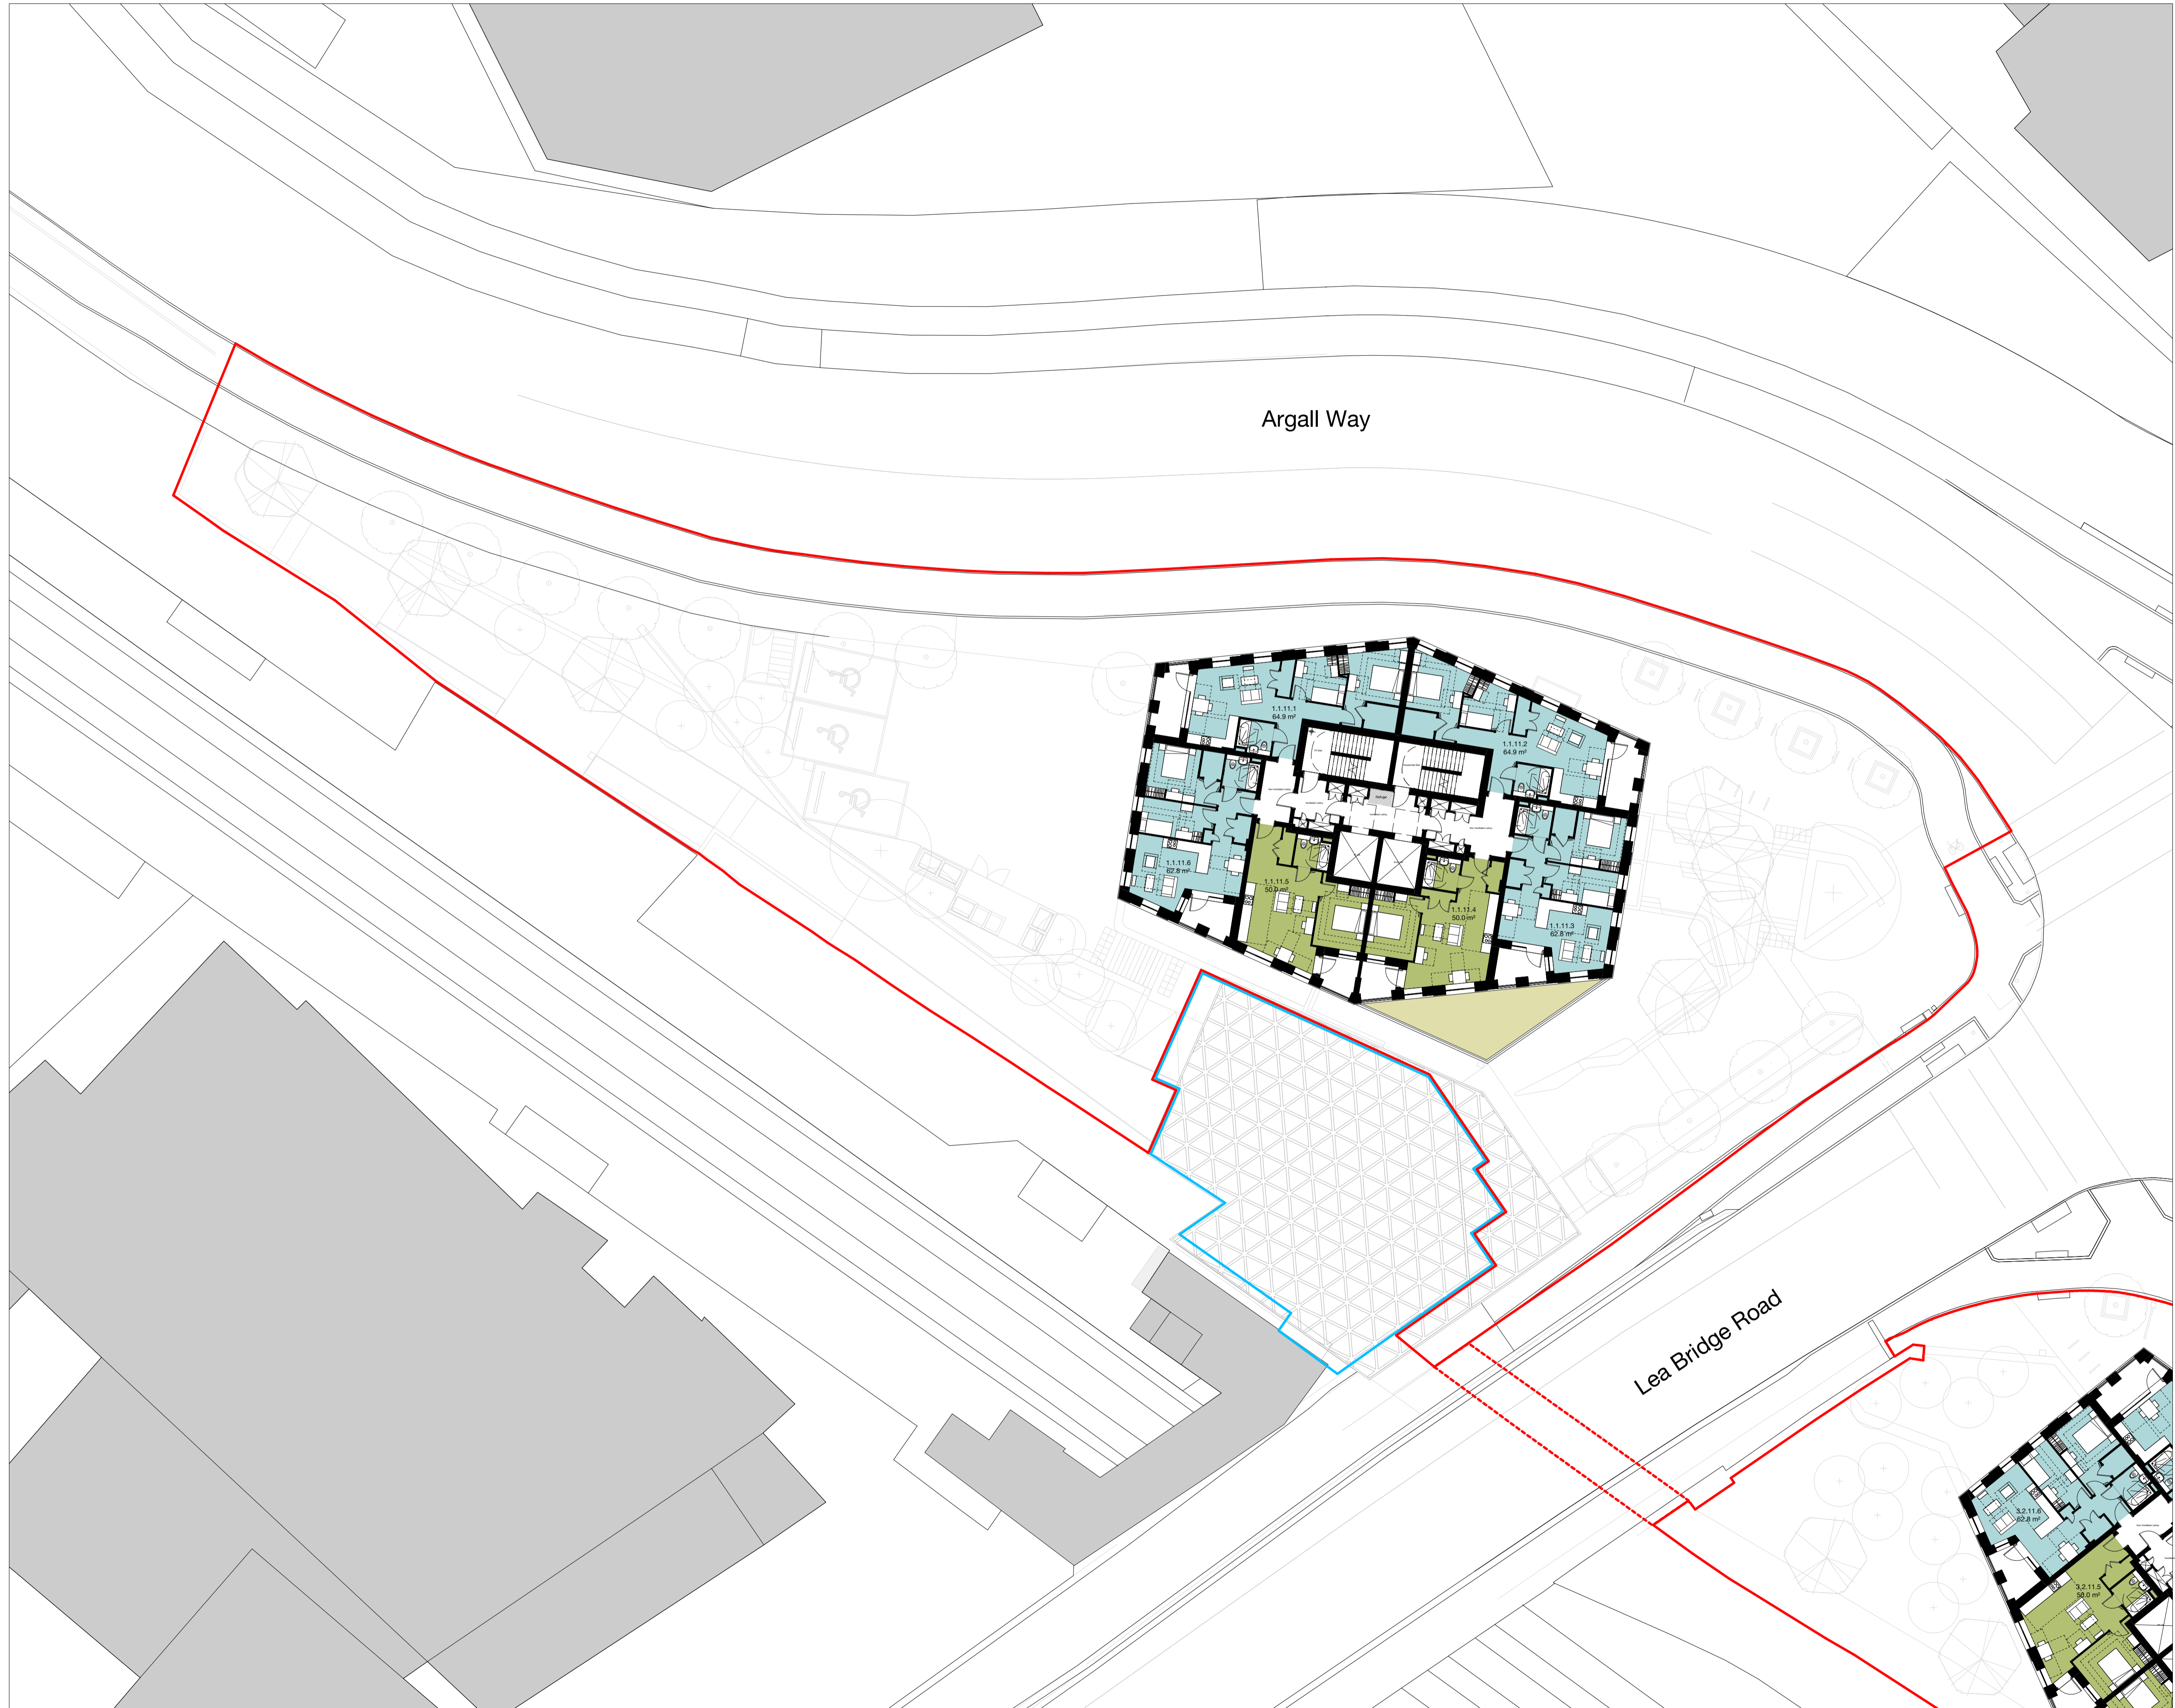 Argall Way
1.1.11.1
64.9 m²
1.1.11.2
64.9 m²
1.1.11.6
62.8 m²
1.1.11.5
50.0 m²
1.1.11.4
50.0 m²
1.1.11.3
62.8 m²
Lea Bridge Road
3.2.11.6
62.8 m²
3.2.11.5
50.0 m²